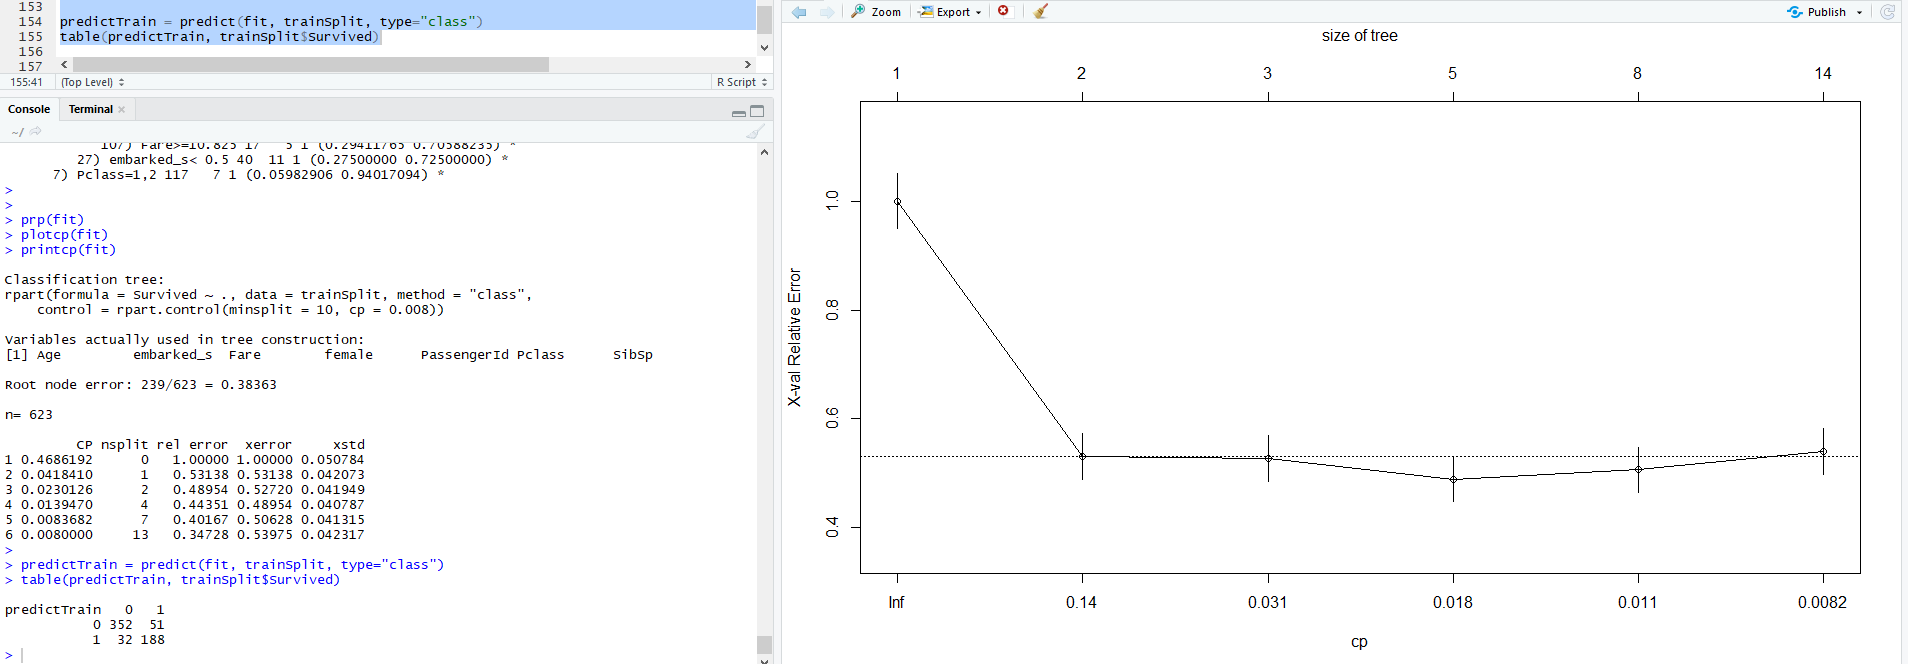 153
154 predictTrain = predict(fit, trainSplit, type="class")
155 table(predictTrain, trainSplit$Survived)
156
157
155:41 (Top Level) R Script
Console Terminal
~/
107) Fare>=10.825 17 5 1 (0.29411765 0.70588235) *
27) embarked_s< 0.5 40 11 1 (0.27500000 0.72500000) *
7) Pclass=1,2 117 7 1 (0.05982906 0.94017094) *
>
>
> prp(fit)
> plotcp(fit)
> printcp(fit)
Classification tree:
rpart(formula = Survived ~ ., data = trainSplit, method = "class",
control = rpart.control(minsplit = 10, cp = 0.008))
Variables actually used in tree construction:
[1] Age embarked_s Fare female PassengerId Pclass SibSp
Root node error: 239/623 = 0.38363
n= 623
CP nsplit rel error xerror xstd
1 0.4686192 0 1.00000 1.00000 0.050784
2 0.0418410 1 0.53138 0.53138 0.042073
3 0.0230126 2 0.48954 0.52720 0.041949
4 0.0139470 4 0.44351 0.48954 0.040787
5 0.0083682 7 0.40167 0.50628 0.041315
6 0.0080000 13 0.34728 0.53975 0.042317
>
> predictTrain = predict(fit, trainSplit, type="class")
> table(predictTrain, trainSplit$Survived)
predictTrain 0 1
0 352 51
1 32 188
>
Zoom Export Publish
size of tree
1 2 3 5 8 14
X-val Relative Error
1.0
0.8
0.6
0.4
Inf 0.14 0.031 0.018 0.011 0.0082
cp